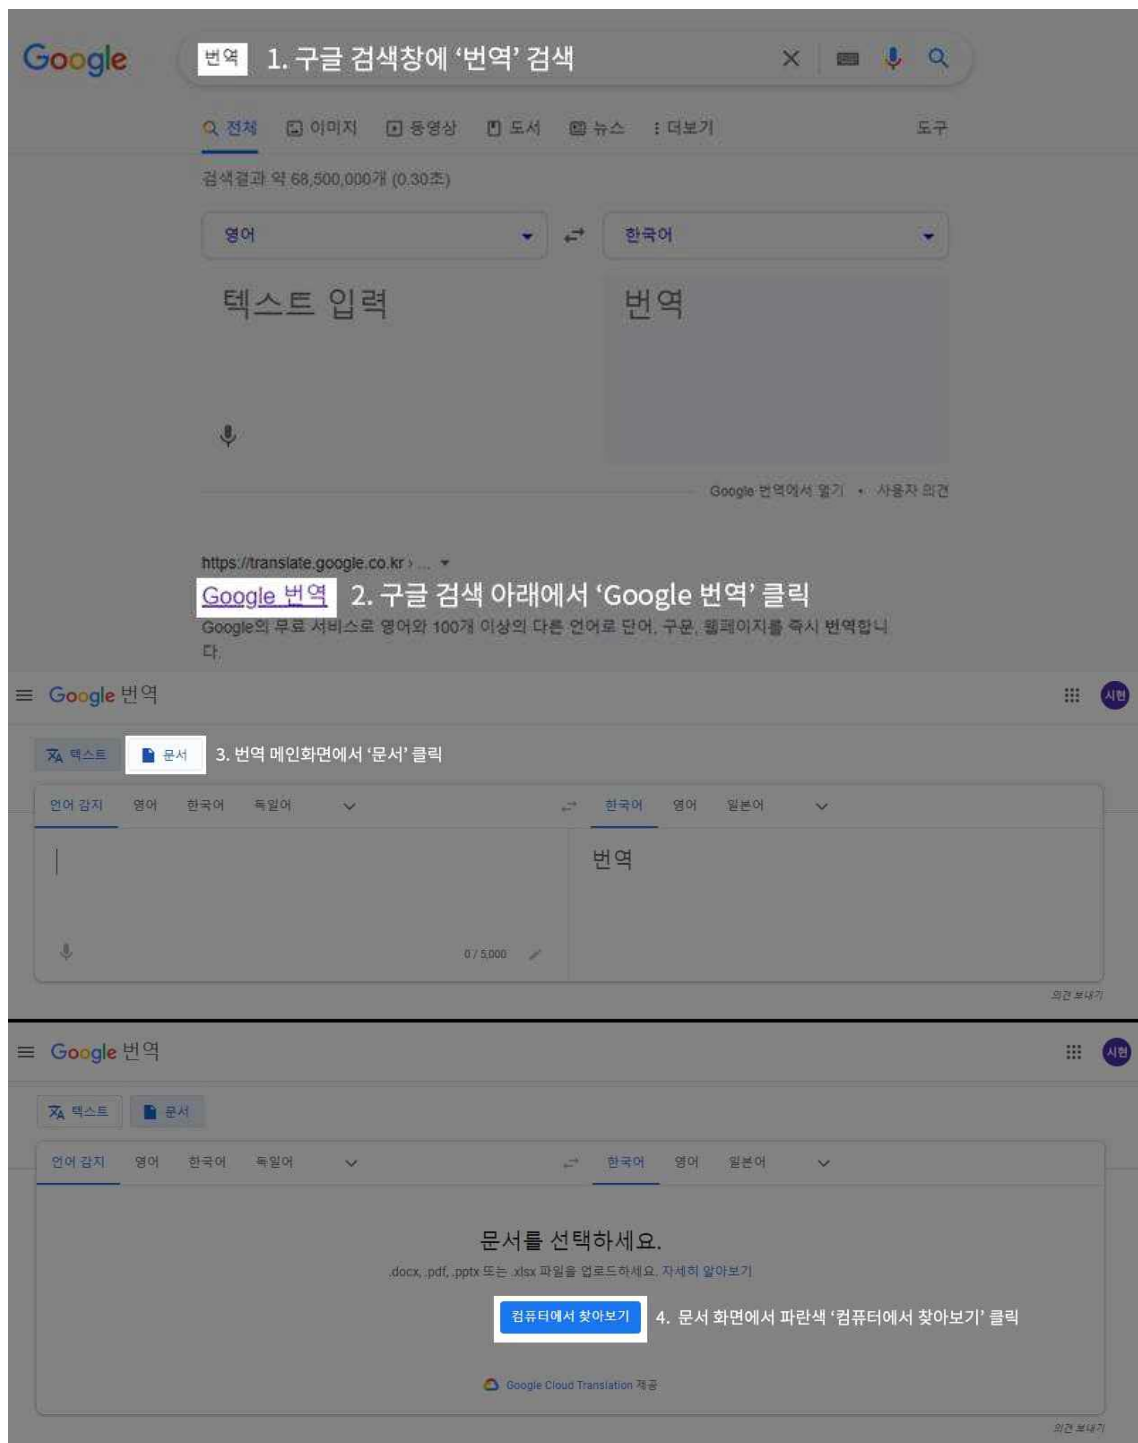 Google 번역 1. 구글 검색창에 ‘번역’ 검색
전체 이미지 동영상 도서 뉴스 더보기 도구
검색결과 약 68,500,000개 (0.30초)
영어 한국어
텍스트 입력 번역
Google 번역에서 열기 • 사용자 의견
https://translate.google.co.kr › ...
Google 번역 2. 구글 검색 아래에서 ‘Google 번역’ 클릭
Google의 무료 서비스로 영어와 100개 이상의 다른 언어로 단어, 구문, 웹페이지를 즉시 번역합니
다.
Google 번역 시현
텍스트 문서 3. 번역 메인화면에서 ‘문서’ 클릭
언어 감지 영어 한국어 독일어 한국어 영어 일본어
번역
0 / 5,000
의견 보내기
Google 번역 시현
텍스트 문서
언어 감지 영어 한국어 독일어 한국어 영어 일본어
문서를 선택하세요.
.docx, .pdf, .pptx 또는 .xlsx 파일을 업로드하세요. 자세히 알아보기
컴퓨터에서 찾아보기 4. 문서 화면에서 파란색 ‘컴퓨터에서 찾아보기’ 클릭
Google Cloud Translation 제공
의견 보내기